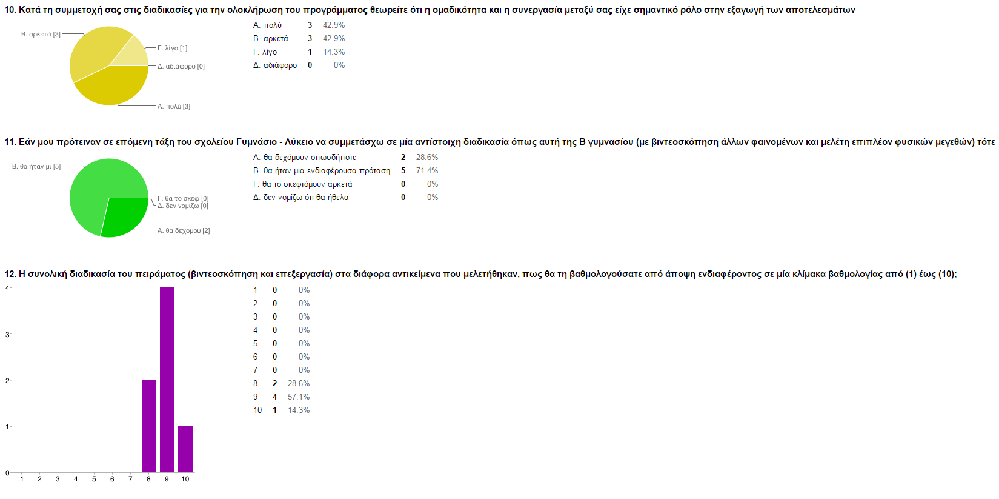 10. Κατά τη συμμετοχή σας στις διαδικασίες για την ολοκλήρωση του προγράμματος θεωρείτε ότι η ομαδικότητα και η συνεργασία μεταξύ σας είχε σημαντικό ρόλο στην εξαγωγή των αποτελεσμάτων
Β. αρκετά [3]
Γ. λίγο [1]
Δ. αδιάφορο [0]
Α. πολύ [3]
Α. πολύ 3 42.9%
Β. αρκετά 3 42.9%
Γ. λίγο 1 14.3%
Δ. αδιάφορο 0 0%
11. Εάν μου πρότειναν σε επόμενη τάξη του σχολείου Γυμνάσιο - Λύκειο να συμμετάσχω σε μία αντίστοιχη διαδικασία όπως αυτή της Β γυμνασίου (με βιντεοσκόπηση άλλων φαινομένων και μελέτη επιπλέον φυσικών μεγεθών) τότε
Β. θα ήταν μι [5]
Γ. θα το σκεφ [0]
Δ. δεν νομίζω [0]
Α. θα δεχόμου [2]
Α. θα δεχόμουν οπωσδήποτε 2 28.6%
Β. θα ήταν μια ενδιαφέρουσα πρόταση 5 71.4%
Γ. θα το σκεφτόμουν αρκετά 0 0%
Δ. δεν νομίζω ότι θα ήθελα 0 0%
12. Η συνολική διαδικασία του πειράματος (βιντεοσκόπηση και επεξεργασία) στα διάφορα αντικείμενα που μελετήθηκαν, πως θα τη βαθμολογούσατε από άποψη ενδιαφέροντος σε μία κλίμακα βαθμολογίας από (1) έως (10);
4
3
2
1
0
1 2 3 4 5 6 7 8 9 10
1 0 0%
2 0 0%
3 0 0%
4 0 0%
5 0 0%
6 0 0%
7 0 0%
8 2 28.6%
9 4 57.1%
10 1 14.3%